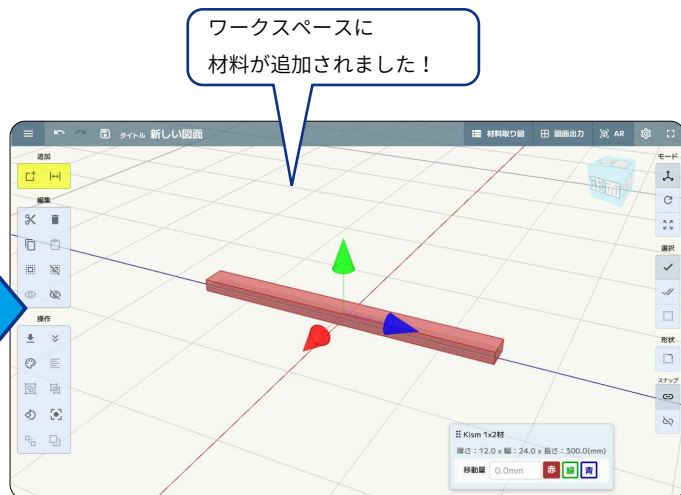 ワークスペースに
材料が追加されました！
タイトル 新しい図面
材料取り図
図面出力
AR
追加
編集
操作
正面
モード
選択
形状
スナップ
Kism 1x2材
厚さ：12.0 x 幅：24.0 x 長さ：300.0(mm)
移動量 0.0mm 赤 緑 青